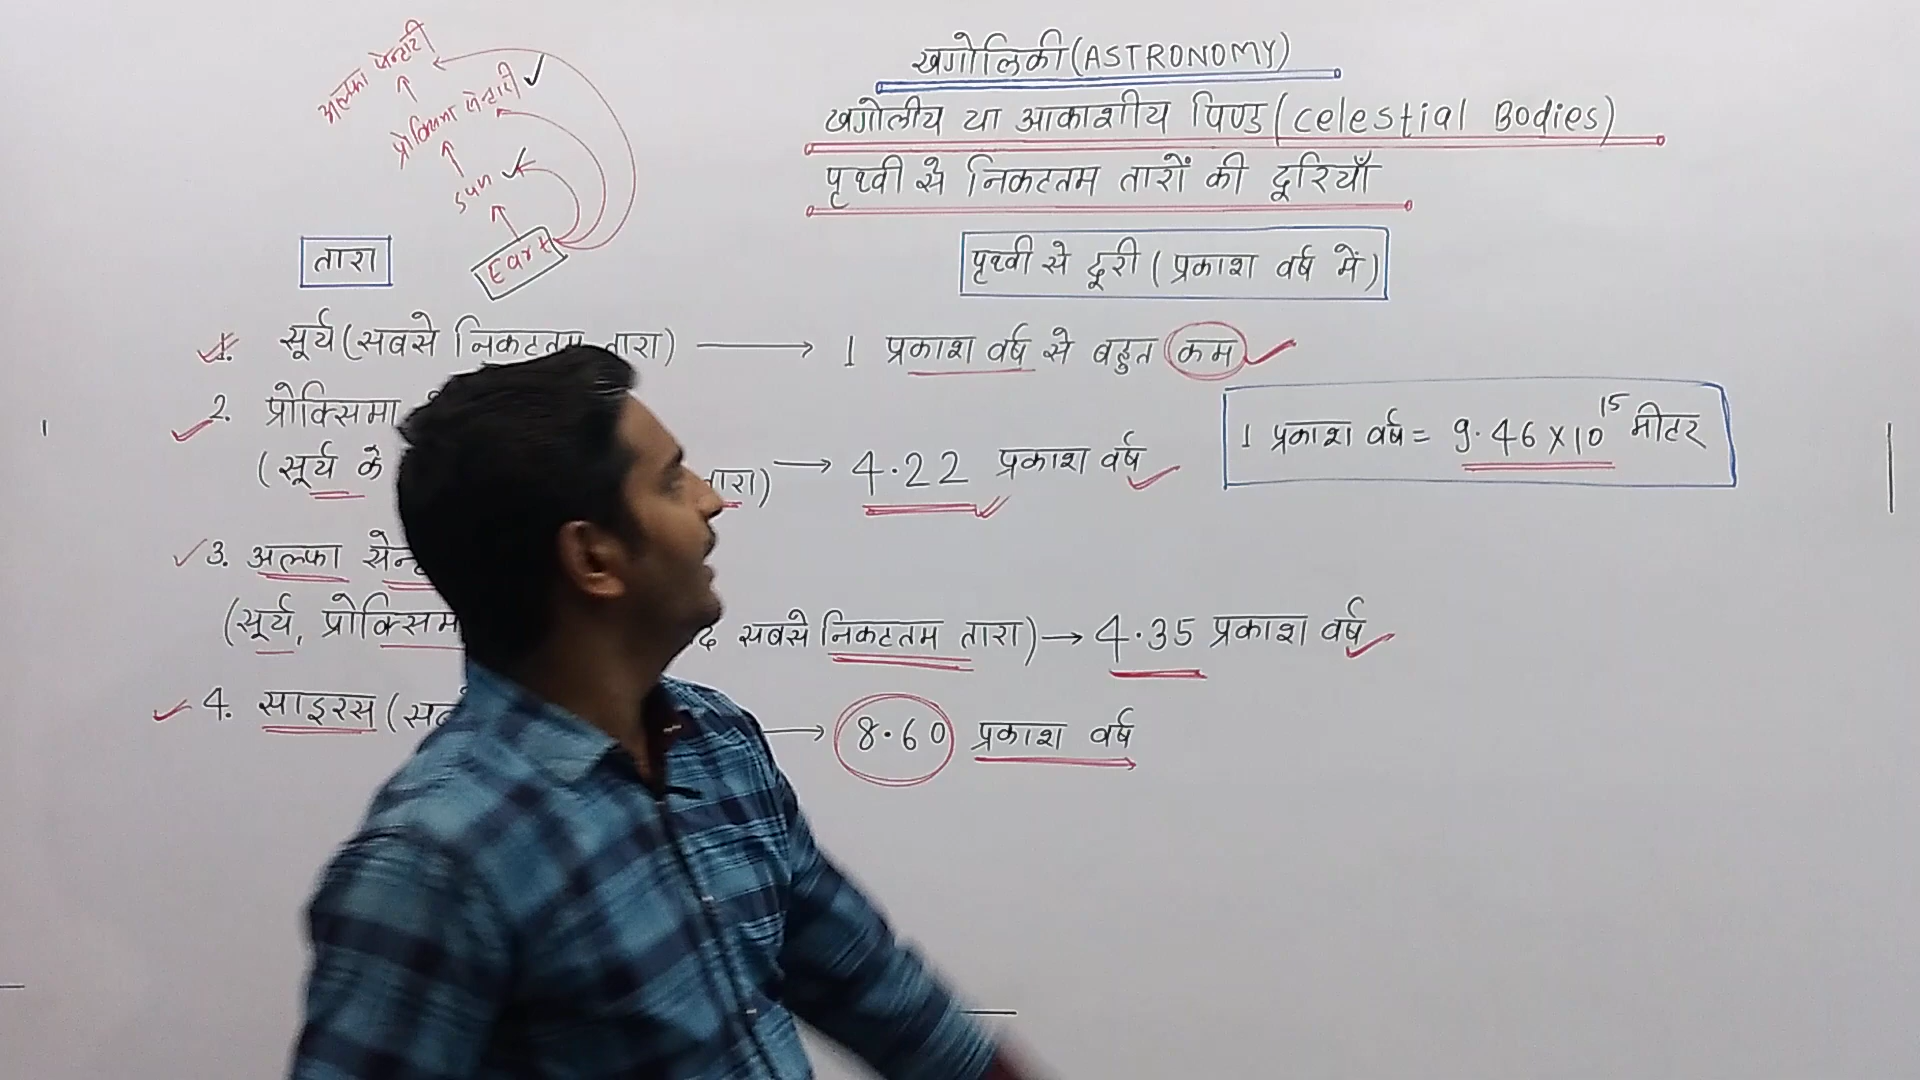 खगोलिकी(ASTRONOMY)
खगोलीय या आकाशीय पिण्ड(Celestial Bodies)
पृथ्वी से निकटतम तारों की दूरियाँ
अल्फा सेन्टारी
प्रोक्सिमा सेन्टारी
Sun
Eart
तारा
पृथ्वी से दूरी (प्रकाश वर्ष में)
1. सूर्य(सबसे निकटतम तारा) → 1 प्रकाश वर्ष से बहुत कम
2. प्रोक्सिमा
(सूर्य के तारा) → 4.22 प्रकाश वर्ष
1 प्रकाश वर्ष = 9.46 × 10¹⁵ मीटर
3. अल्फा
(सूर्य, सबसे निकटतम तारा) → 4.35 प्रकाश वर्ष
4. साइरस( → 8.60 प्रकाश वर्ष